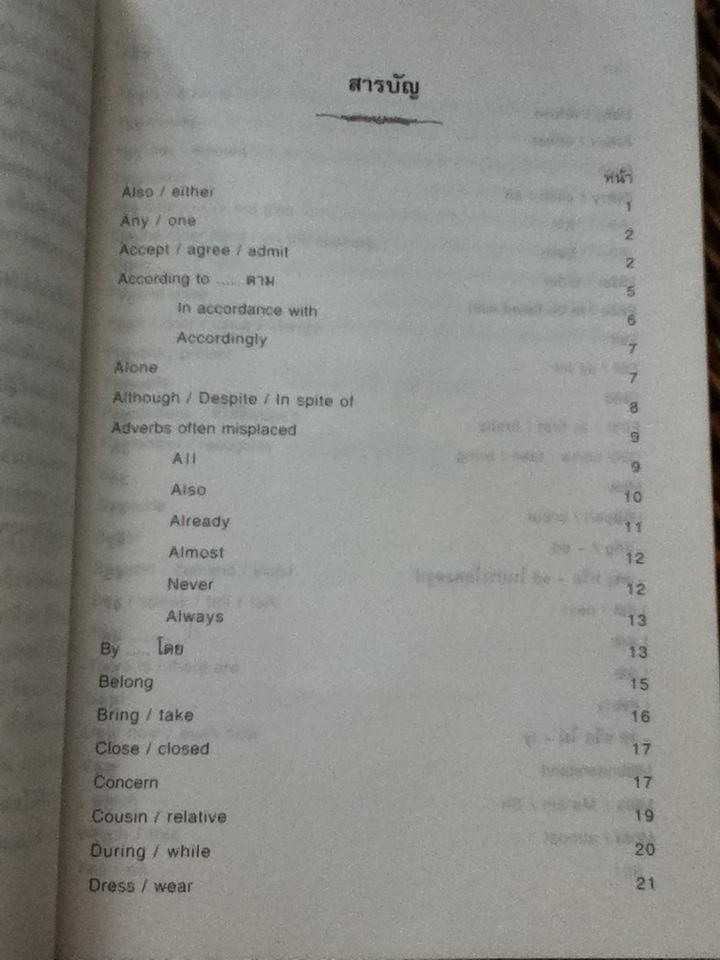 สารบัญ
หน้า
Also / either 1
Any / one 2
Accept / agree / admit 2
According to ..... ตาม 5
In accordance with 6
Accordingly 7
Alone 7
Although / Despite / In spite of 8
Adverbs often misplaced 9
All 9
Also 10
Already 11
Almost 12
Never 12
Always 13
By ..... โดย 13
Belong 15
Bring / take 16
Close / closed 17
Concern 17
Cousin / relative 19
During / while 20
Dress / wear 21